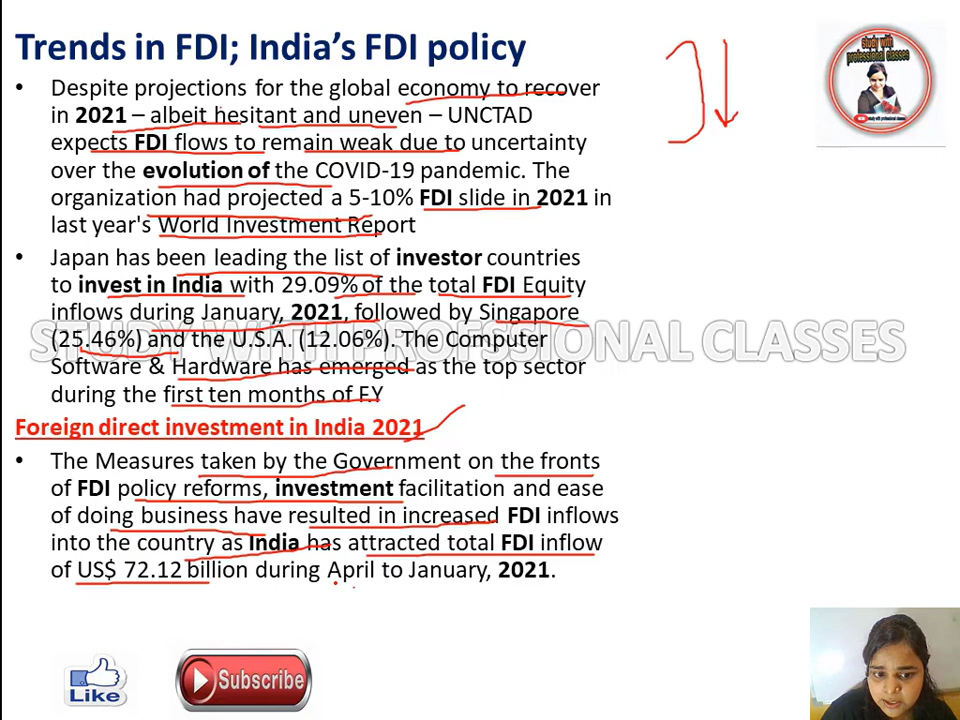 Trends in FDI; India's FDI policy
study with
professional classes
• Despite projections for the global economy to recover
in 2021 – albeit hesitant and uneven – UNCTAD
expects FDI flows to remain weak due to uncertainty
over the evolution of the COVID-19 pandemic. The
organization had projected a 5-10% FDI slide in 2021 in
last year's World Investment Report
• Japan has been leading the list of investor countries
to invest in India with 29.09% of the total FDI Equity
inflows during January, 2021, followed by Singapore
STUDY WITH PROFESSIONAL CLASSES
(25.46%) and the U.S.A. (12.06%). The Computer
Software & Hardware has emerged as the top sector
during the first ten months of F.Y
Foreign direct investment in India 2021
• The Measures taken by the Government on the fronts
of FDI policy reforms, investment facilitation and ease
of doing business have resulted in increased FDI inflows
into the country as India has attracted total FDI inflow
of US$ 72.12 billion during April to January, 2021.
Like
Subscribe